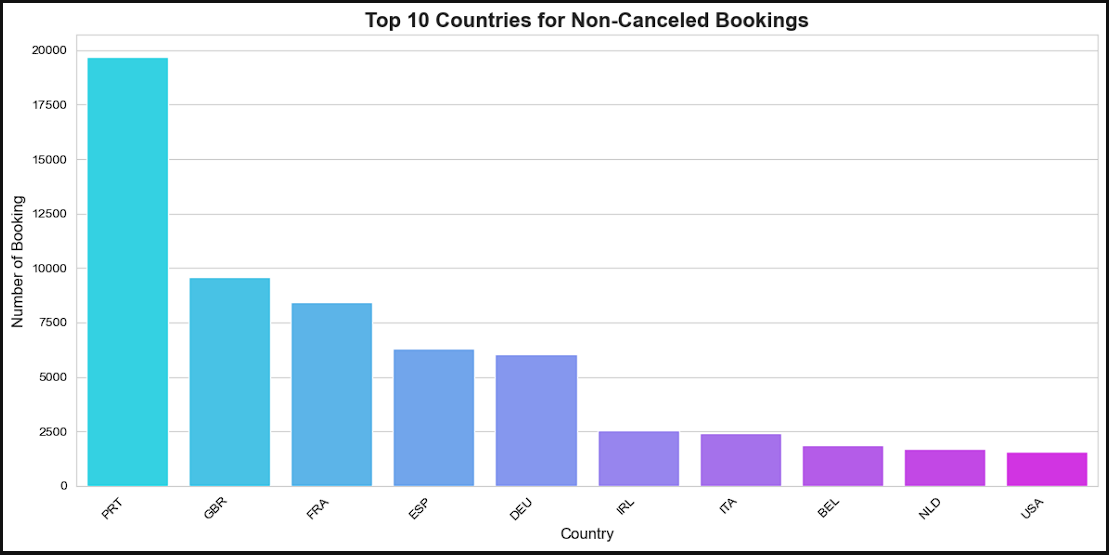 Top 10 Countries for Non-Canceled Bookings
Number of Booking
20000
17500
15000
12500
10000
7500
5000
2500
0
PRT GBR FRA ESP DEU IRL ITA BEL NLD USA
Country